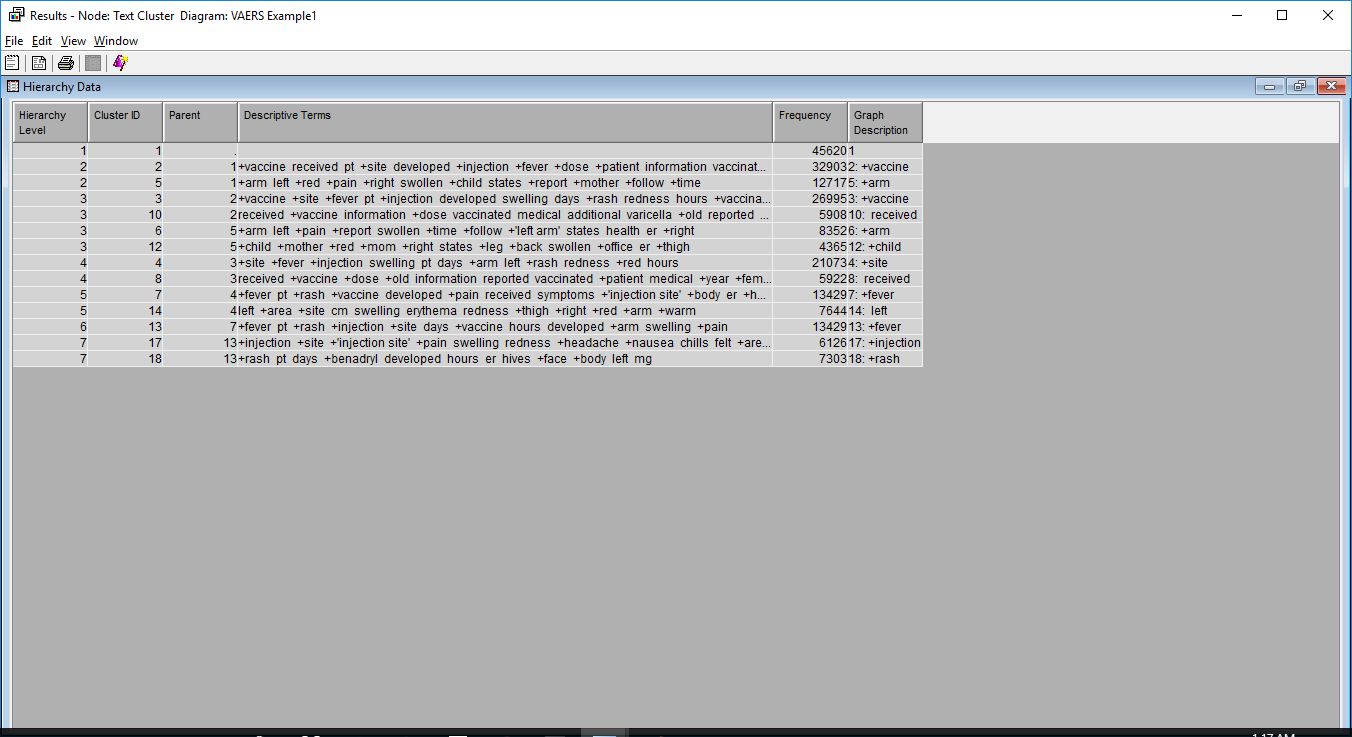 Results - Node: Text Cluster Diagram: VAERS Example1
File Edit View Window
Hierarchy Data
Hierarchy Level Cluster ID Parent Descriptive Terms Frequency Graph Description
1 1 . 45620 1
2 2 1 +vaccine received pt +site developed +injection +fever +dose +patient information vaccinat... 32903 2: +vaccine
2 5 1 +arm left +red +pain +right swollen +child states +report +mother +follow +time 12717 5: +arm
3 3 2 +vaccine +site +fever pt +injection developed swelling days +rash redness hours +vaccina... 26995 3: +vaccine
3 10 2 received +vaccine information +dose vaccinated medical additional varicella +old reported ... 5908 10: received
3 6 5 +arm left +pain +report swollen +time +follow +'left arm' states health er +right 8352 6: +arm
3 12 5 +child +mother +red +mom +right states +leg +back swollen +office er +thigh 4365 12: +child
4 4 3 +site +fever +injection swelling pt days +arm left +rash redness +red hours 21073 4: +site
4 8 3 received +vaccine +dose +old information reported vaccinated +patient medical +year +fem... 5922 8: received
5 7 4 +fever pt +rash +vaccine developed +pain received symptoms +'injection site' +body er +h... 13429 7: +fever
5 14 4 left +area +site cm swelling erythema redness +thigh +right +red +arm +warm 7644 14: left
6 13 7 +fever pt +rash +injection +site days +vaccine hours developed +arm swelling +pain 13429 13: +fever
7 17 13 +injection +site +'injection site' +pain swelling redness +headache +nausea chills felt +are... 6126 17: +injection
7 18 13 +rash pt days +benadryl developed hours er hives +face +body left mg 7303 18: +rash